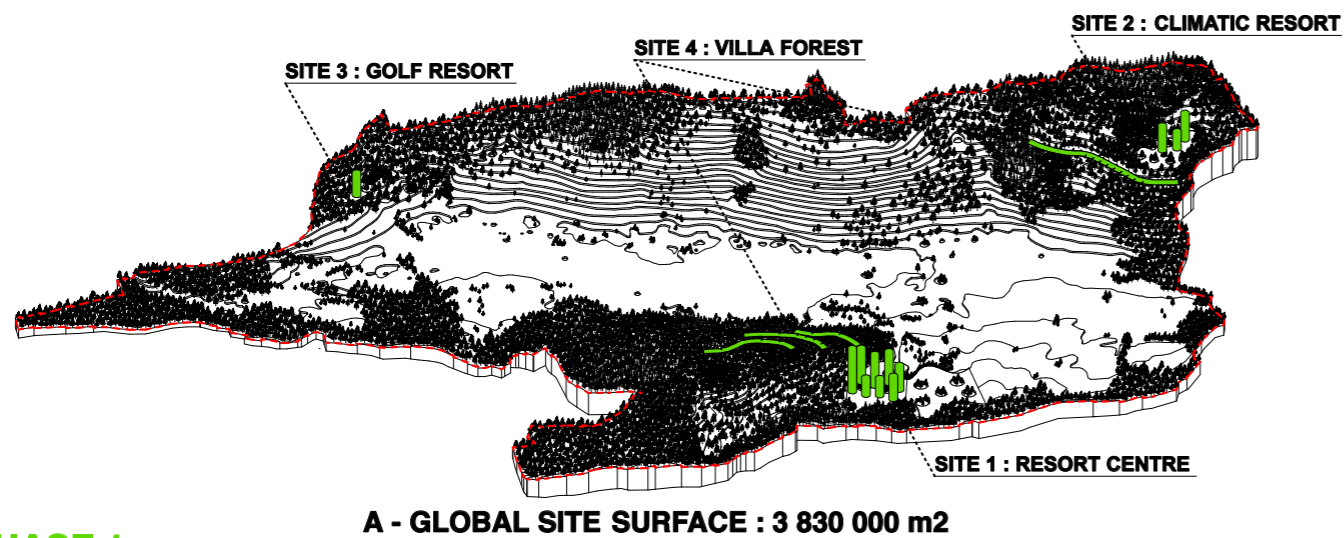 SITE 2 : CLIMATIC RESORT
SITE 4 : VILLA FOREST
SITE 3 : GOLF RESORT
SITE 1 : RESORT CENTRE
A - GLOBAL SITE SURFACE : 3 830 000 m2